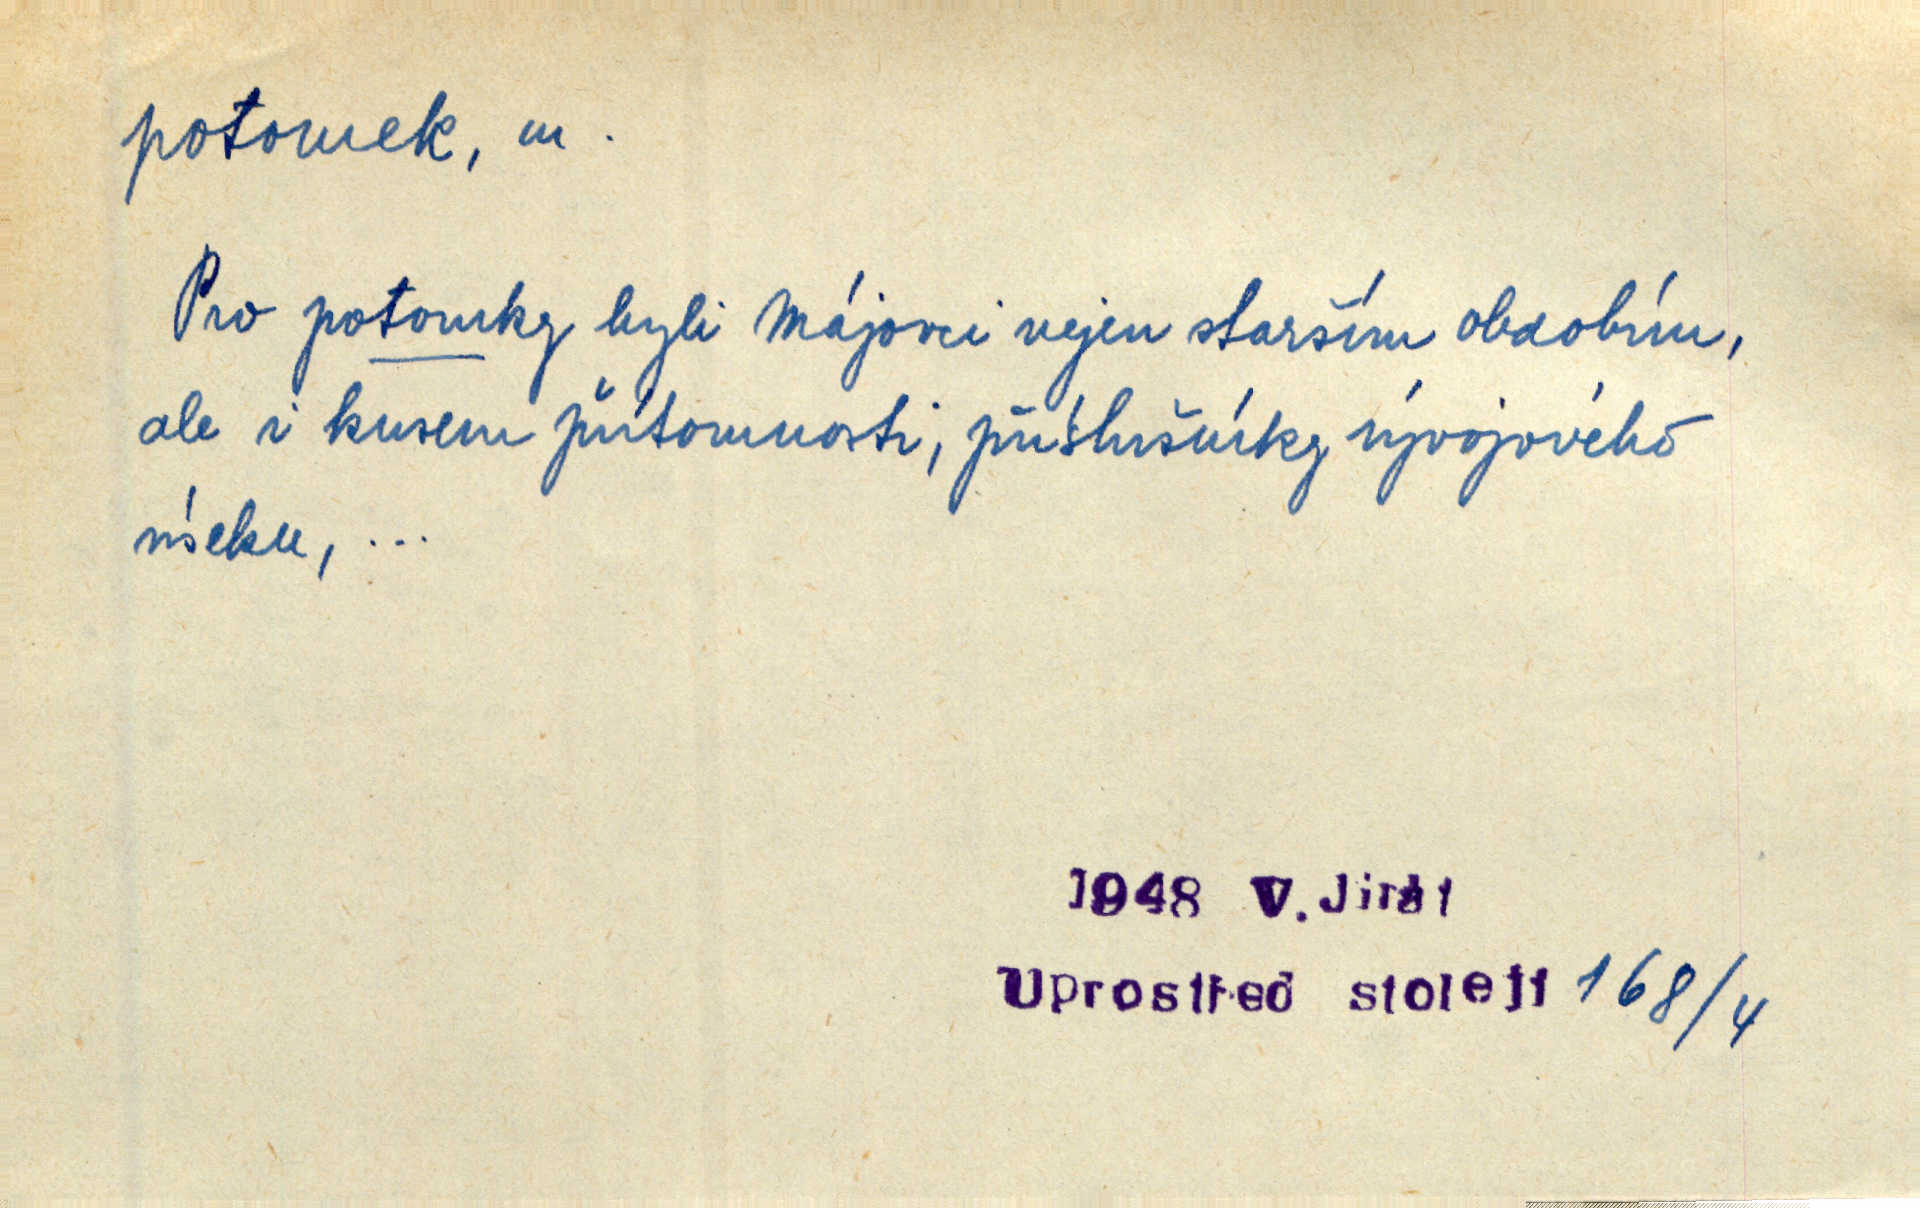 potomek, m.
Pro potomky byli Májovci nejen starším obdobím,
ale i kusem přítomnosti, příslušníky vývojového
úseku, ...
1948 V. Jirát
Uprostřed století 168/4